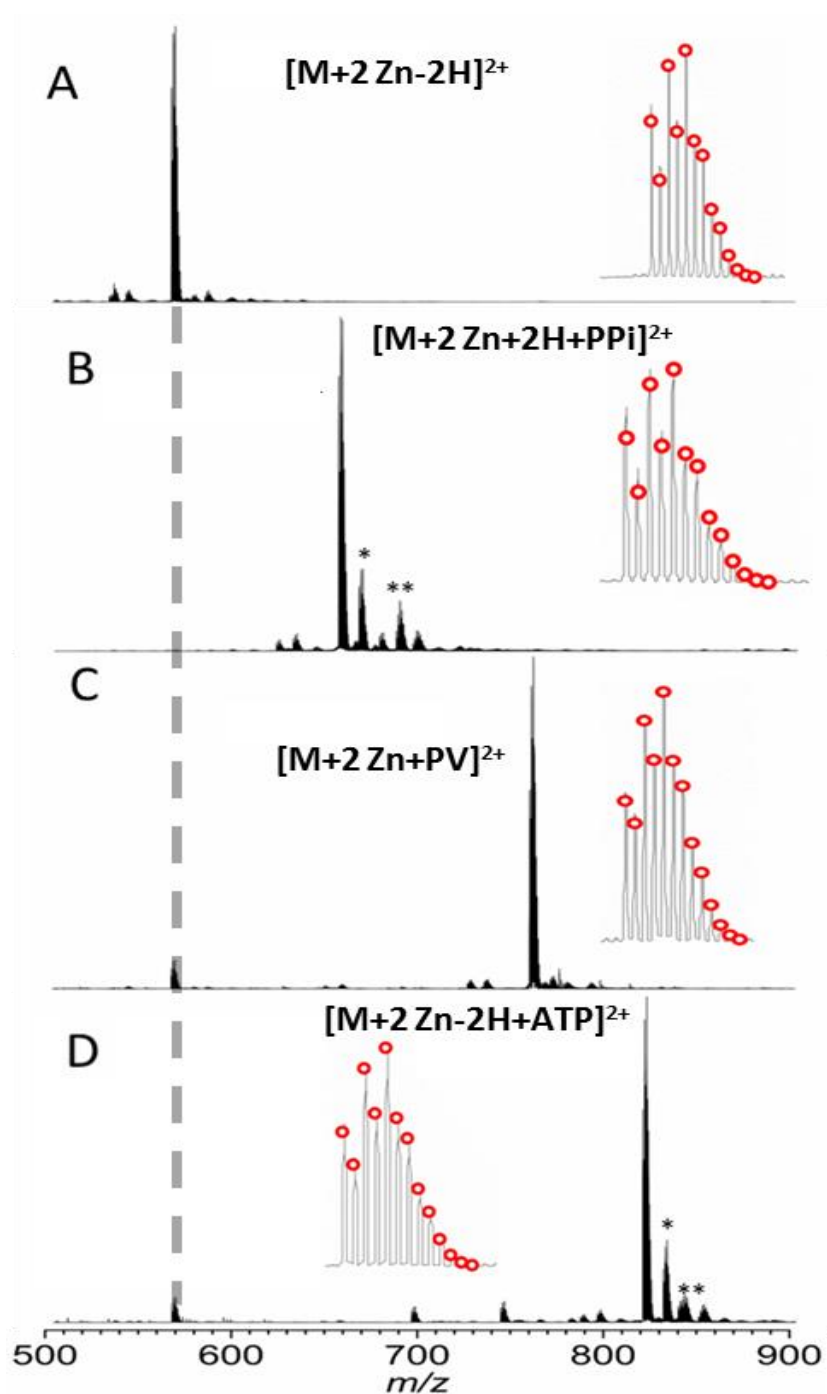 A
[M+2 Zn-2H]2+
B
[M+2 Zn+2H+PPi]2+
*
**
C
[M+2 Zn+PV]2+
D
[M+2 Zn-2H+ATP]2+
*
**
500 600 700 800 900
m/z